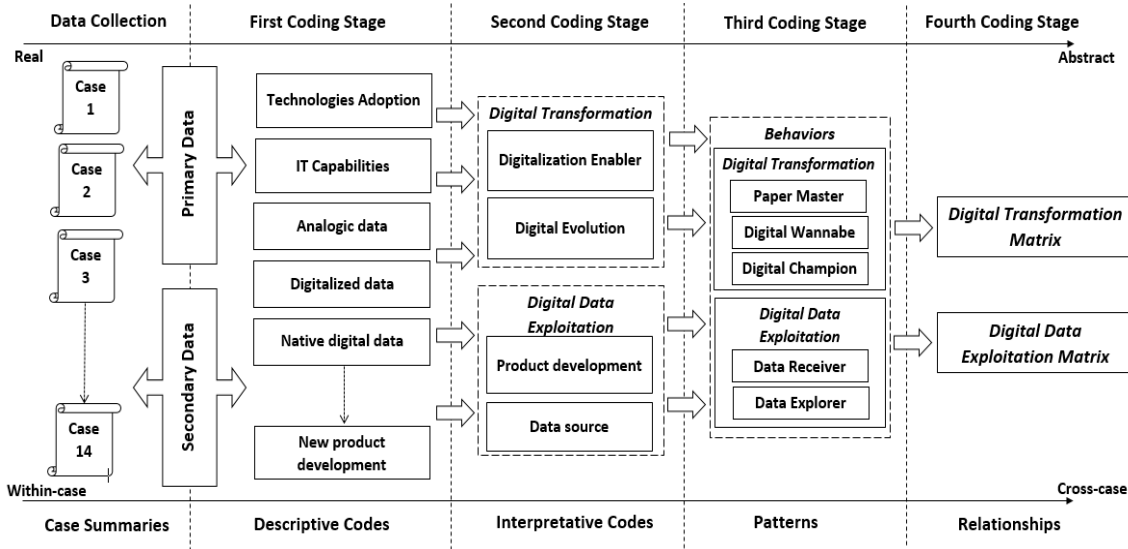 Data Collection
First Coding Stage
Second Coding Stage
Third Coding Stage
Fourth Coding Stage
Real
Abstract
Case
1
Case
2
Case
3
Case
14
Primary Data
Secondary Data
Technologies Adoption
IT Capabilities
Analogic data
Digitalized data
Native digital data
New product
development
Digital Transformation
Digitalization Enabler
Digital Evolution
Digital Data
Exploitation
Product development
Data source
Behaviors
Digital Transformation
Paper Master
Digital Wannabe
Digital Champion
Digital Data
Exploitation
Data Receiver
Data Explorer
Digital Transformation
Matrix
Digital Data
Exploitation Matrix
Within-case
Cross-case
Case Summaries
Descriptive Codes
Interpretative Codes
Patterns
Relationships